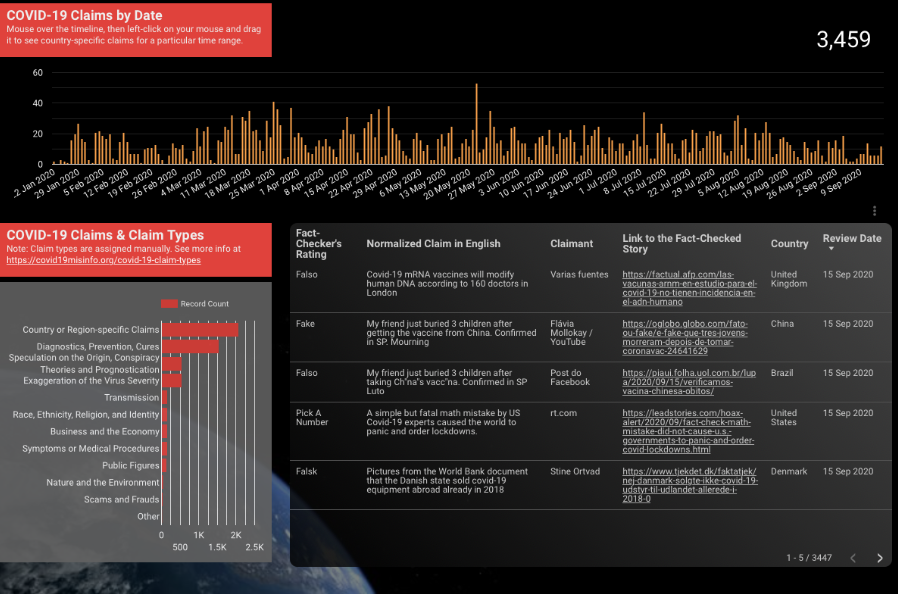 COVID-19 Claims by Date
Mouse over the timeline, then left-click on your mouse and drag
it to see country-specific claims for a particular time range.
3,459
60
40
20
0
22 Jan 2020
29 Jan 2020
5 Feb 2020
12 Feb 2020
19 Feb 2020
26 Feb 2020
4 Mar 2020
11 Mar 2020
18 Mar 2020
25 Mar 2020
1 Apr 2020
8 Apr 2020
15 Apr 2020
22 Apr 2020
29 Apr 2020
6 May 2020
13 May 2020
20 May 2020
27 May 2020
3 Jun 2020
10 Jun 2020
17 Jun 2020
24 Jun 2020
1 Jul 2020
8 Jul 2020
15 Jul 2020
22 Jul 2020
29 Jul 2020
5 Aug 2020
12 Aug 2020
19 Aug 2020
26 Aug 2020
2 Sep 2020
9 Sep 2020
COVID-19 Claims & Claim Types
Note: Claim types are assigned manually. See more info at
https://covid19misinfo.org/covid-19-claim-types
Record Count
Country or Region-specific Claims
Diagnostics, Prevention, Cures
Speculation on the Origin, Conspiracy
Theories and Prognostication
Exaggeration of the Virus Severity
Transmission
Race, Ethnicity, Religion, and Identity
Business and the Economy
Symptoms or Medical Procedures
Public Figures
Nature and the Environment
Scams and Frauds
Other
0
1K
2K
500
1.5K
2.5K
Fact-
Checker's
Rating
Normalized Claim in English
Claimant
Link to the Fact-Checked
Story
Country
Review Date
Falso
Covid-19 mRNA vaccines will modify
human DNA according to 160 doctors in
London
Varias fuentes
https://factual.afp.com/las-
vacunas-arnm-en-estudio-para-el-
covid-19-no-tienen-incidencia-en-
el-adn-humano
United
Kingdom
15 Sep 2020
Fake
My friend just buried 3 children after
getting the vaccine from China. Confirmed
in SP. Mourning
Flávia
Mollokay /
YouTube
https://oglobo.globo.com/fato-
ou-fake/e-fake-que-tres-jovens-
morreram-depois-de-tomar-
coronavac-24641629
China
15 Sep 2020
Falso
My friend just buried 3 children after
taking Ch"na"s vacc"na. Confirmed in SP
Luto
Post do
Facebook
https://piaui.folha.uol.com.br/lup
a/2020/09/15/verificamos-
vacina-chinesa-obitos/
Brazil
15 Sep 2020
Pick A
Number
A simple but fatal math mistake by US
Covid-19 experts caused the world to
panic and order lockdowns.
rt.com
https://leadstories.com/hoax-
alert/2020/09/fact-check-math-
mistake-did-not-cause-u.s.-
governments-to-panic-and-order-
covid-lockdowns.html
United
States
15 Sep 2020
Falsk
Pictures from the World Bank document
that the Danish state sold covid-19
equipment abroad already in 2018
Stine Ortvad
https://www.tjekdet.dk/faktatjek/
nej-danmark-solgte-ikke-covid-19-
udstyr-til-udlandet-allerede-i-
2018-0
Denmark
15 Sep 2020
1 - 5 / 3447